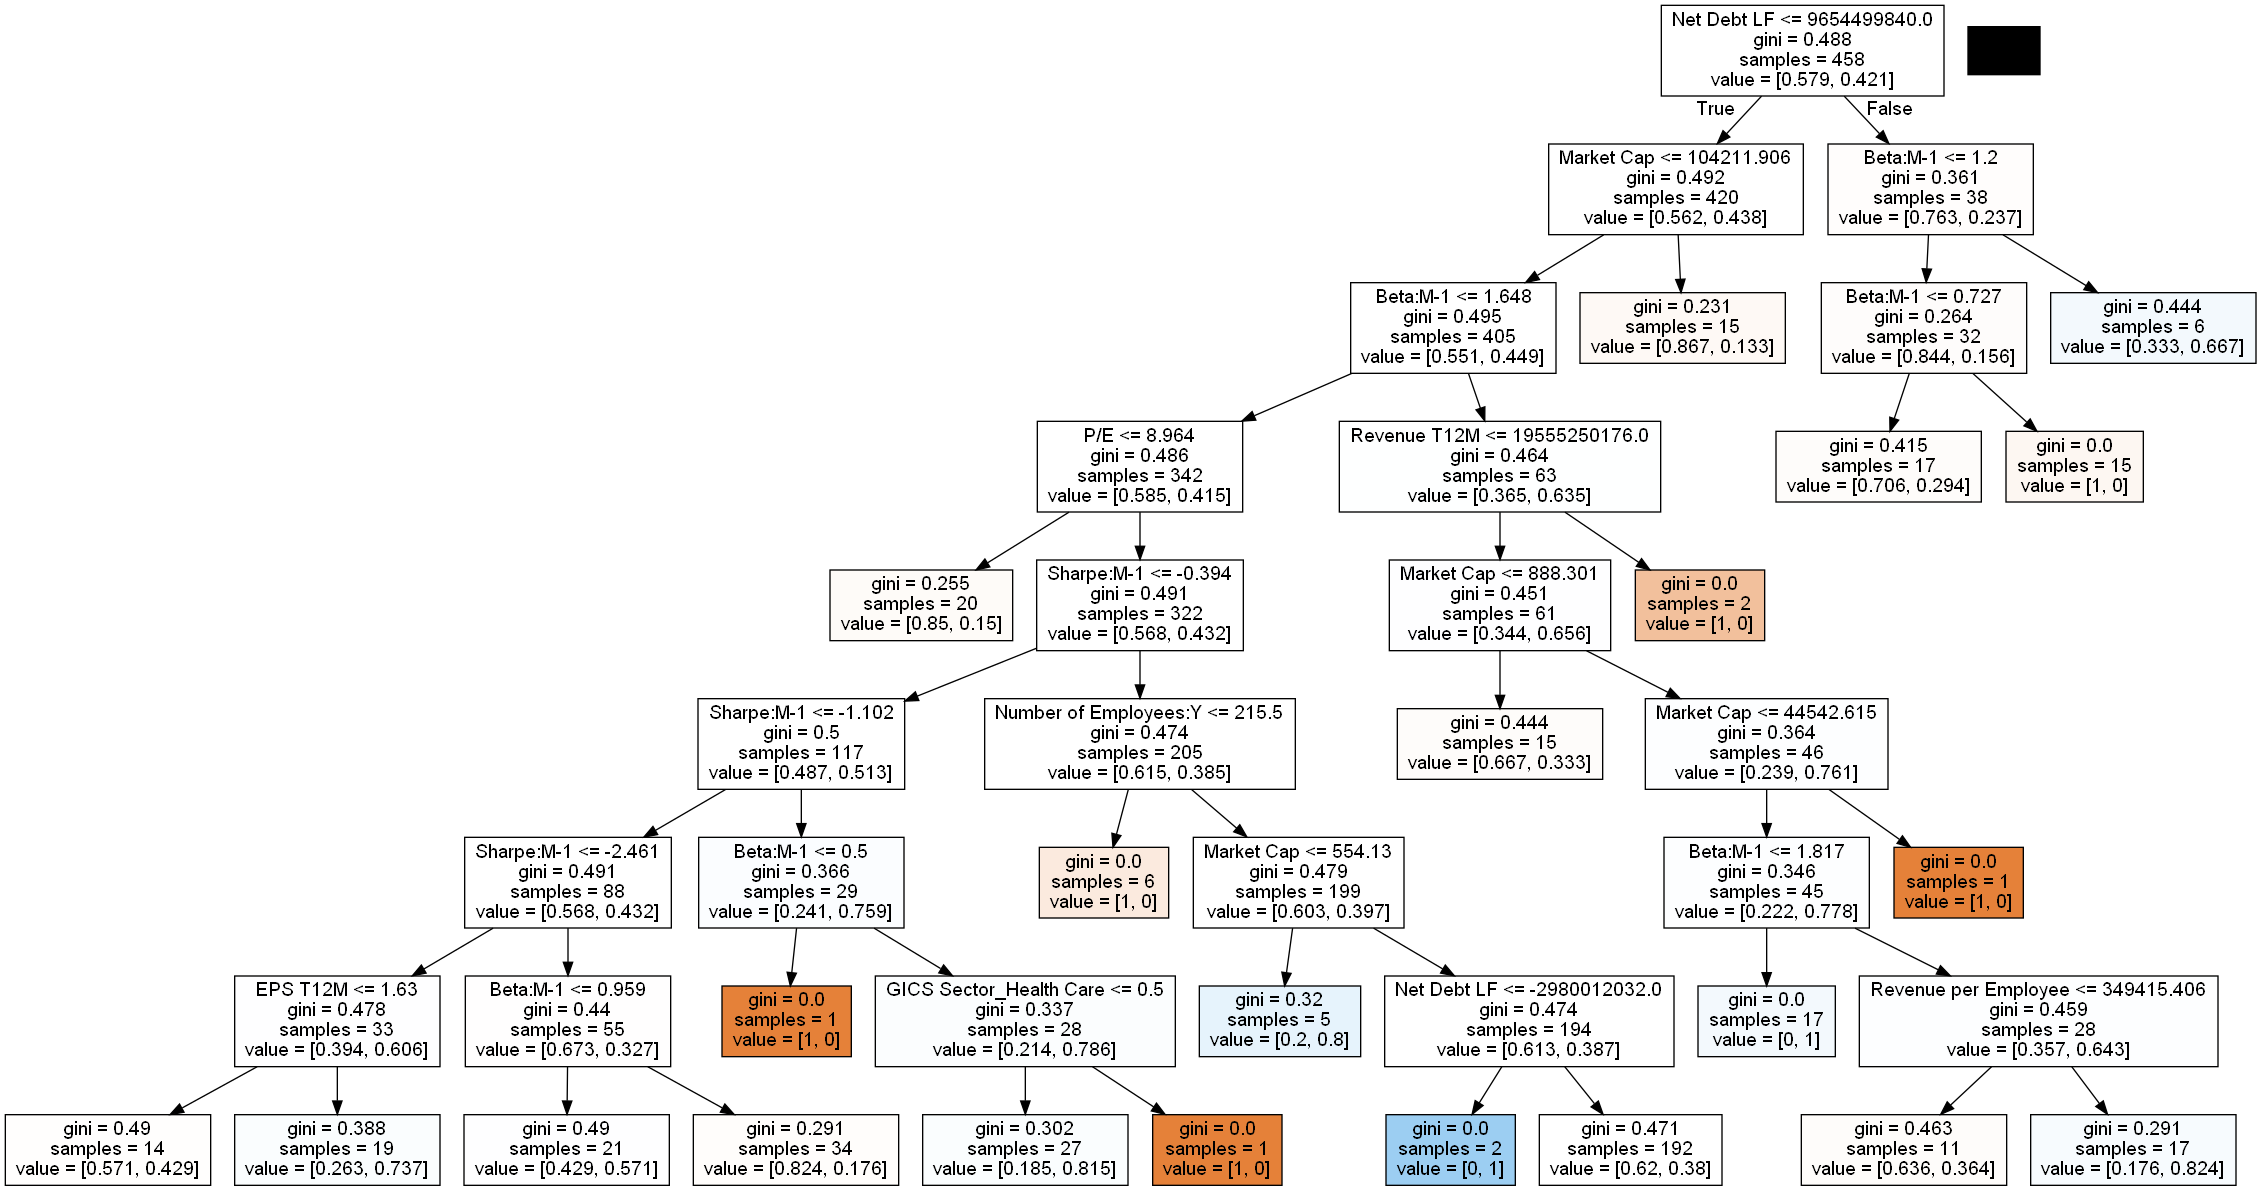 Net Debt LF <= 9654499840.0
gini = 0.488
samples = 458
value = [0.579, 0.421]
True
False
Market Cap <= 104211.906
gini = 0.492
samples = 420
value = [0.562, 0.438]
Beta:M-1 <= 1.2
gini = 0.361
samples = 38
value = [0.763, 0.237]
Beta:M-1 <= 1.648
gini = 0.495
samples = 405
value = [0.551, 0.449]
gini = 0.231
samples = 15
value = [0.867, 0.133]
Beta:M-1 <= 0.727
gini = 0.264
samples = 32
value = [0.844, 0.156]
gini = 0.444
samples = 6
value = [0.333, 0.667]
P/E <= 8.964
gini = 0.486
samples = 342
value = [0.585, 0.415]
Revenue T12M <= 19555250176.0
gini = 0.464
samples = 63
value = [0.365, 0.635]
gini = 0.415
samples = 17
value = [0.706, 0.294]
gini = 0.0
samples = 15
value = [1, 0]
gini = 0.255
samples = 20
value = [0.85, 0.15]
Sharpe:M-1 <= -0.394
gini = 0.491
samples = 322
value = [0.568, 0.432]
Market Cap <= 888.301
gini = 0.451
samples = 61
value = [0.344, 0.656]
gini = 0.0
samples = 2
value = [1, 0]
Sharpe:M-1 <= -1.102
gini = 0.5
samples = 117
value = [0.487, 0.513]
Number of Employees:Y <= 215.5
gini = 0.474
samples = 205
value = [0.615, 0.385]
gini = 0.444
samples = 15
value = [0.667, 0.333]
Market Cap <= 44542.615
gini = 0.364
samples = 46
value = [0.239, 0.761]
Sharpe:M-1 <= -2.461
gini = 0.491
samples = 88
value = [0.568, 0.432]
Beta:M-1 <= 0.5
gini = 0.366
samples = 29
value = [0.241, 0.759]
gini = 0.0
samples = 6
value = [1, 0]
Market Cap <= 554.13
gini = 0.479
samples = 199
value = [0.603, 0.397]
Beta:M-1 <= 1.817
gini = 0.346
samples = 45
value = [0.222, 0.778]
gini = 0.0
samples = 1
value = [1, 0]
EPS T12M <= 1.63
gini = 0.478
samples = 33
value = [0.394, 0.606]
Beta:M-1 <= 0.959
gini = 0.44
samples = 55
value = [0.673, 0.327]
gini = 0.0
samples = 1
value = [1, 0]
GICS Sector_Health Care <= 0.5
gini = 0.337
samples = 28
value = [0.214, 0.786]
gini = 0.32
samples = 5
value = [0.2, 0.8]
Net Debt LF <= -2980012032.0
gini = 0.474
samples = 194
value = [0.613, 0.387]
gini = 0.0
samples = 17
value = [0, 1]
Revenue per Employee <= 349415.406
gini = 0.459
samples = 28
value = [0.357, 0.643]
gini = 0.49
samples = 14
value = [0.571, 0.429]
gini = 0.388
samples = 19
value = [0.263, 0.737]
gini = 0.49
samples = 21
value = [0.429, 0.571]
gini = 0.291
samples = 34
value = [0.824, 0.176]
gini = 0.302
samples = 27
value = [0.185, 0.815]
gini = 0.0
samples = 1
value = [1, 0]
gini = 0.0
samples = 2
value = [0, 1]
gini = 0.471
samples = 192
value = [0.62, 0.38]
gini = 0.463
samples = 11
value = [0.636, 0.364]
gini = 0.291
samples = 17
value = [0.176, 0.824]